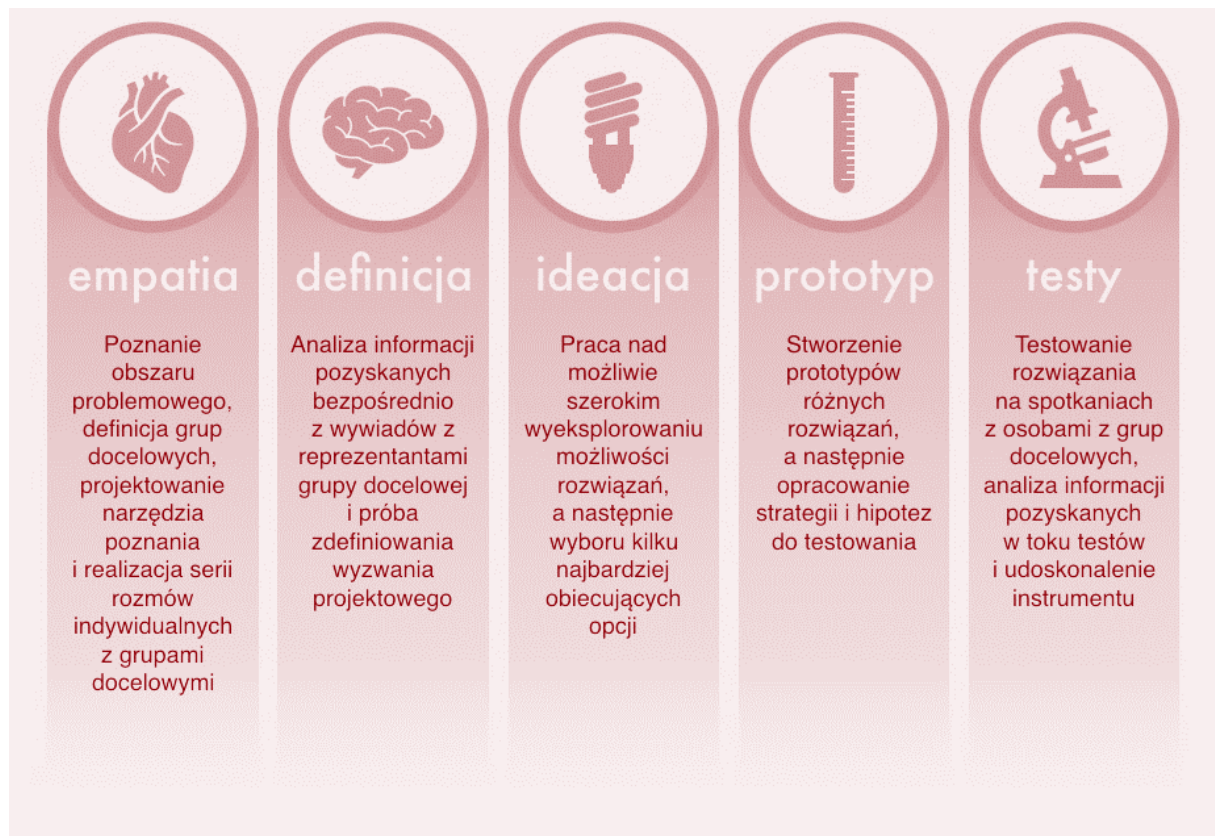 empatia
Poznanie
obszaru
problemowego,
definicja grup
docelowych,
projektowanie
narzędzia
poznania
i realizacja serii
rozmów
indywidualnych
z grupami
docelowymi
definicja
Analiza informacji
pozyskanych
bezpośrednio
z wywiadów z
reprezentantami
grupy docelowej
i próba
zdefiniowania
wyzwania
projektowego
ideacja
Praca nad
możliwie
szerokim
wyeksplorowaniu
możliwości
rozwiązań,
a następnie
wyboru kilku
najbardziej
obiecujących
opcji
prototyp
Stworzenie
prototypów
różnych
rozwiązań,
a następnie
opracowanie
strategii i hipotez
do testowania
testy
Testowanie
rozwiązania
na spotkaniach
z osobami z grup
docelowych,
analiza informacji
pozyskanych
w toku testów
i udoskonalenie
instrumentu